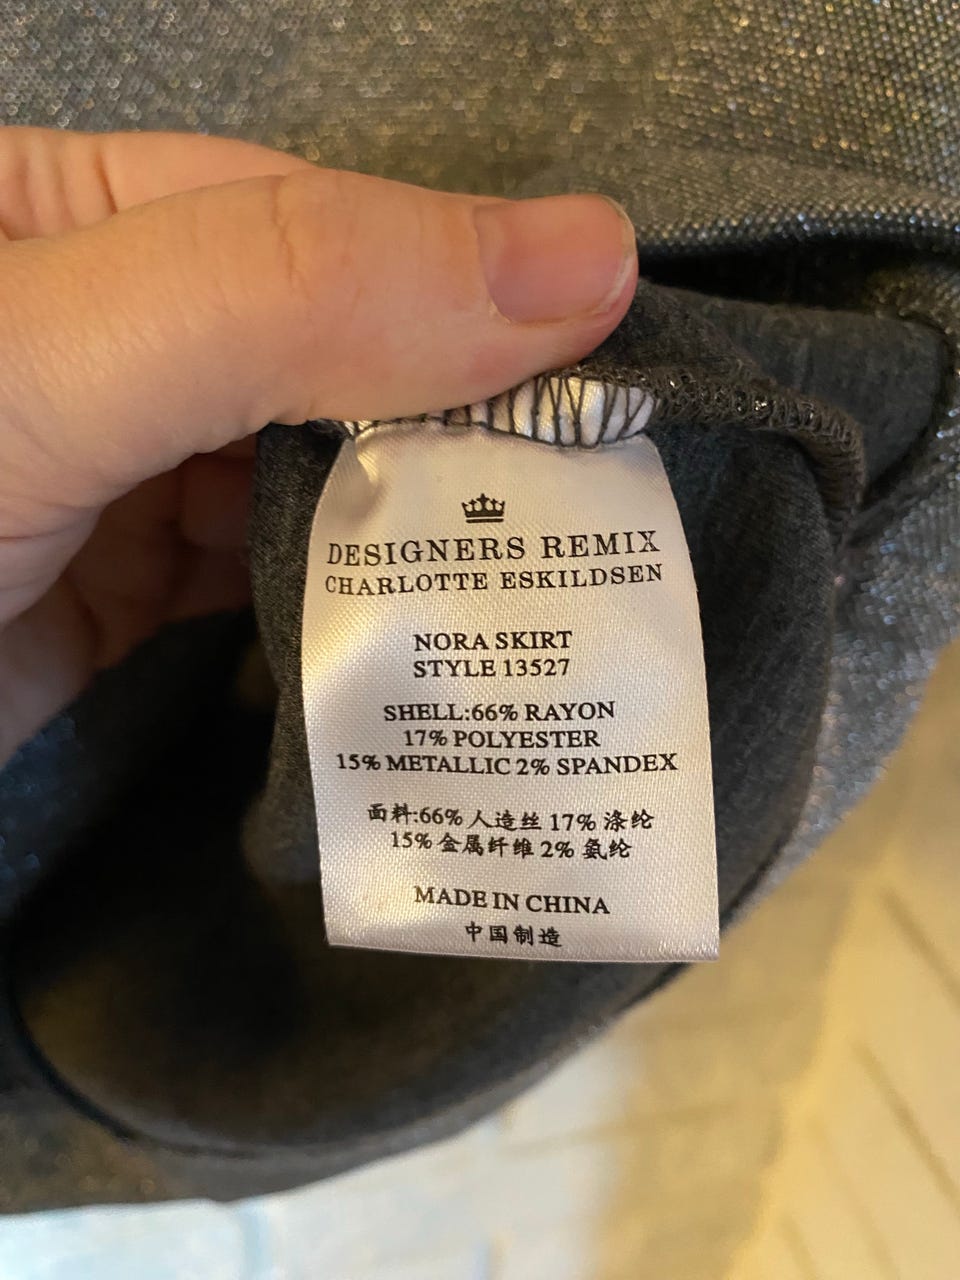 DESIGNERS REMIX
CHARLOTTE ESKILDSEN
NORA SKIRT
STYLE 13527
SHELL:66% RAYON
17% POLYESTER
15% METALLIC 2% SPANDEX
面料:66% 人造丝 17% 涤纶
15% 金属纤维 2% 氨纶
MADE IN CHINA
中国制造